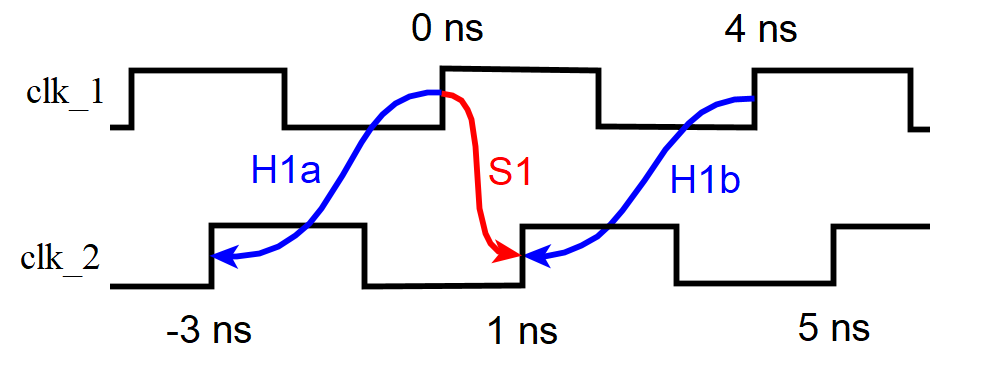 0 ns
4 ns
clk_1
H1a
S1
H1b
clk_2
-3 ns
1 ns
5 ns